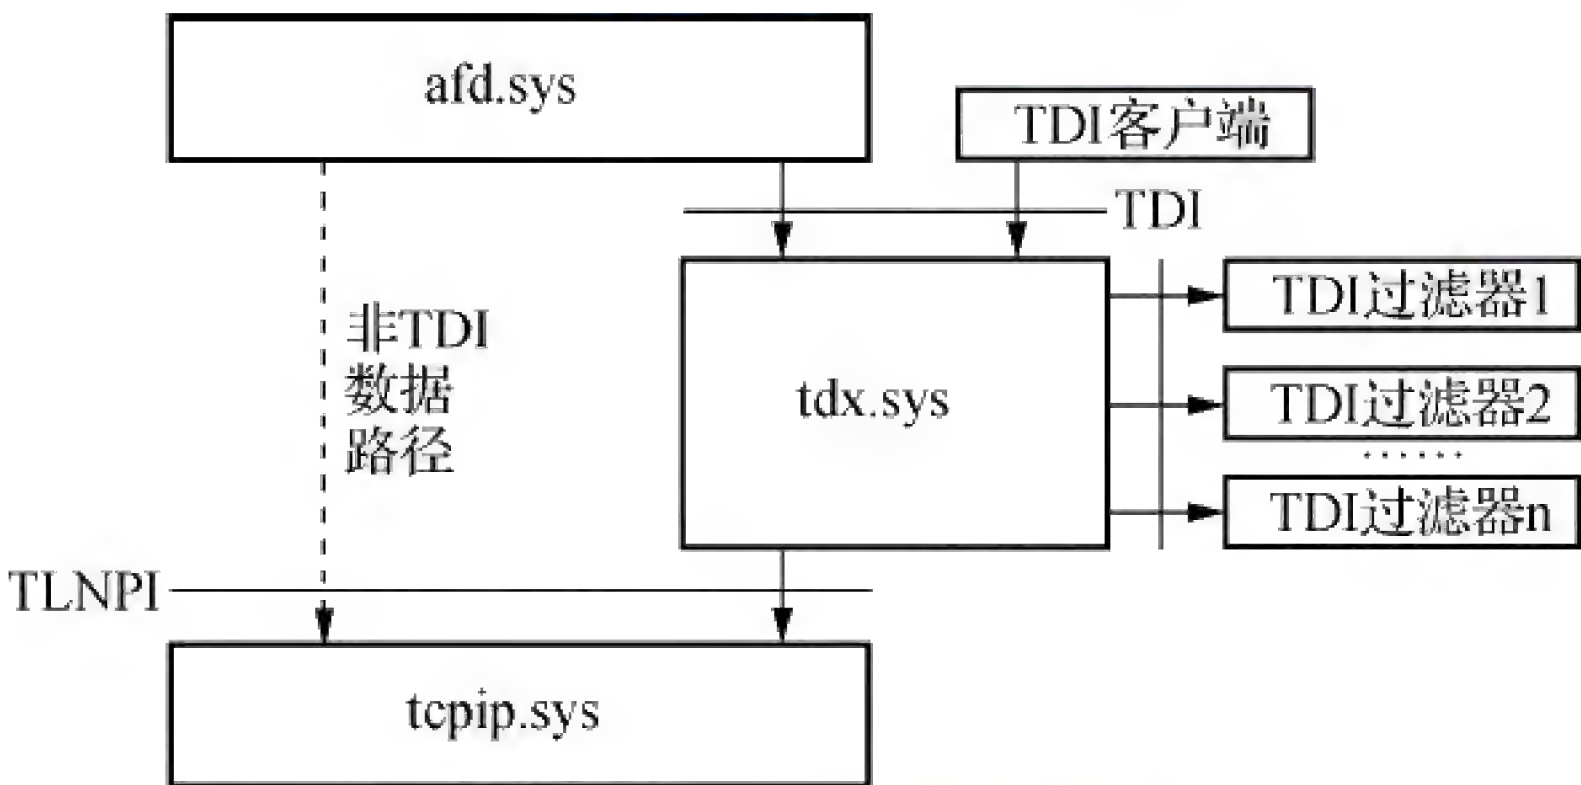 afd.sys
TDI客户端
TDI
TDI过滤器1
非TDI
数据
路径
tdx.sys
TDI过滤器2
......
TDI过滤器n
TLNPI
tcpip.sys